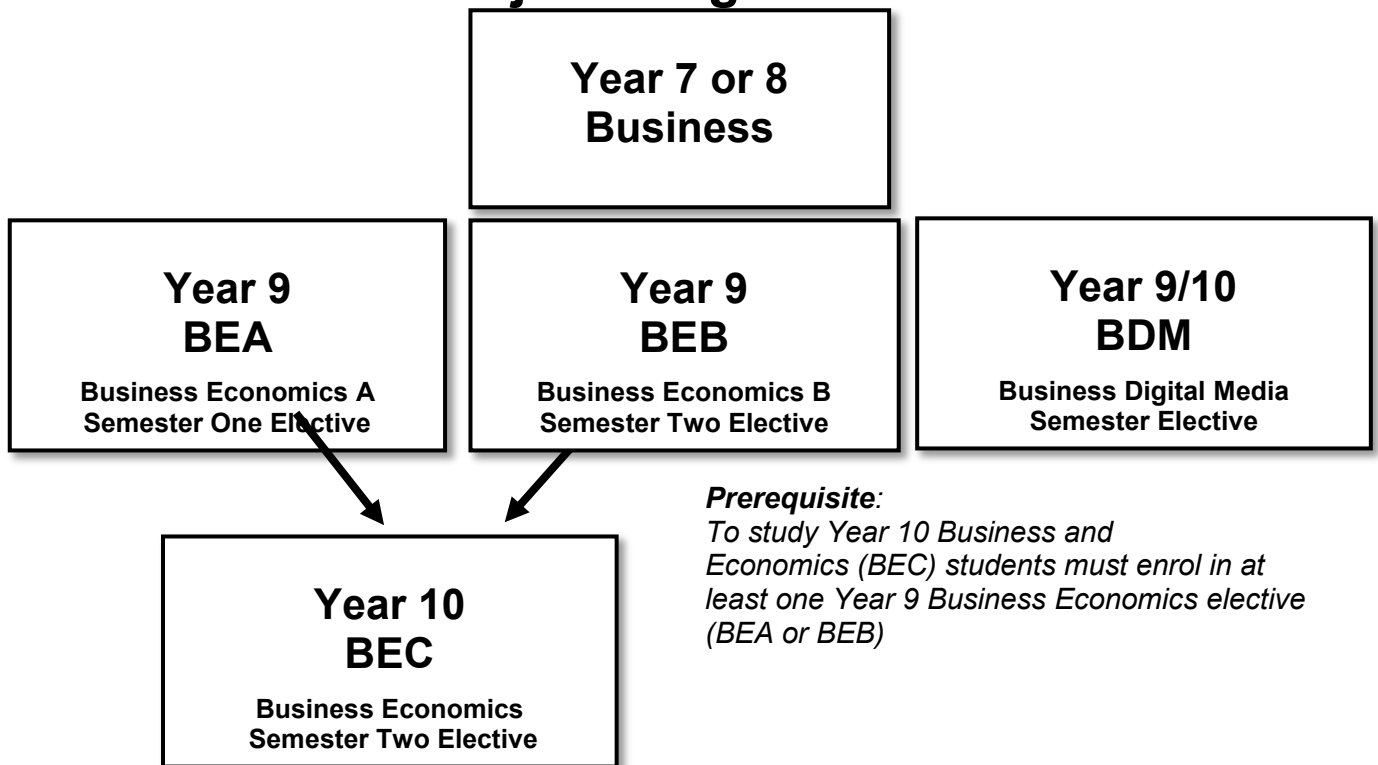 Year 7 or 8
Business
Year 9
BEA
Business Economics A
Semester One Elective
Year 9
BEB
Business Economics B
Semester Two Elective
Year 9/10
BDM
Business Digital Media
Semester Elective
Prerequisite:
To study Year 10 Business and
Economics (BEC) students must enrol in at
least one Year 9 Business Economics elective
(BEA or BEB)
Year 10
BEC
Business Economics
Semester Two Elective